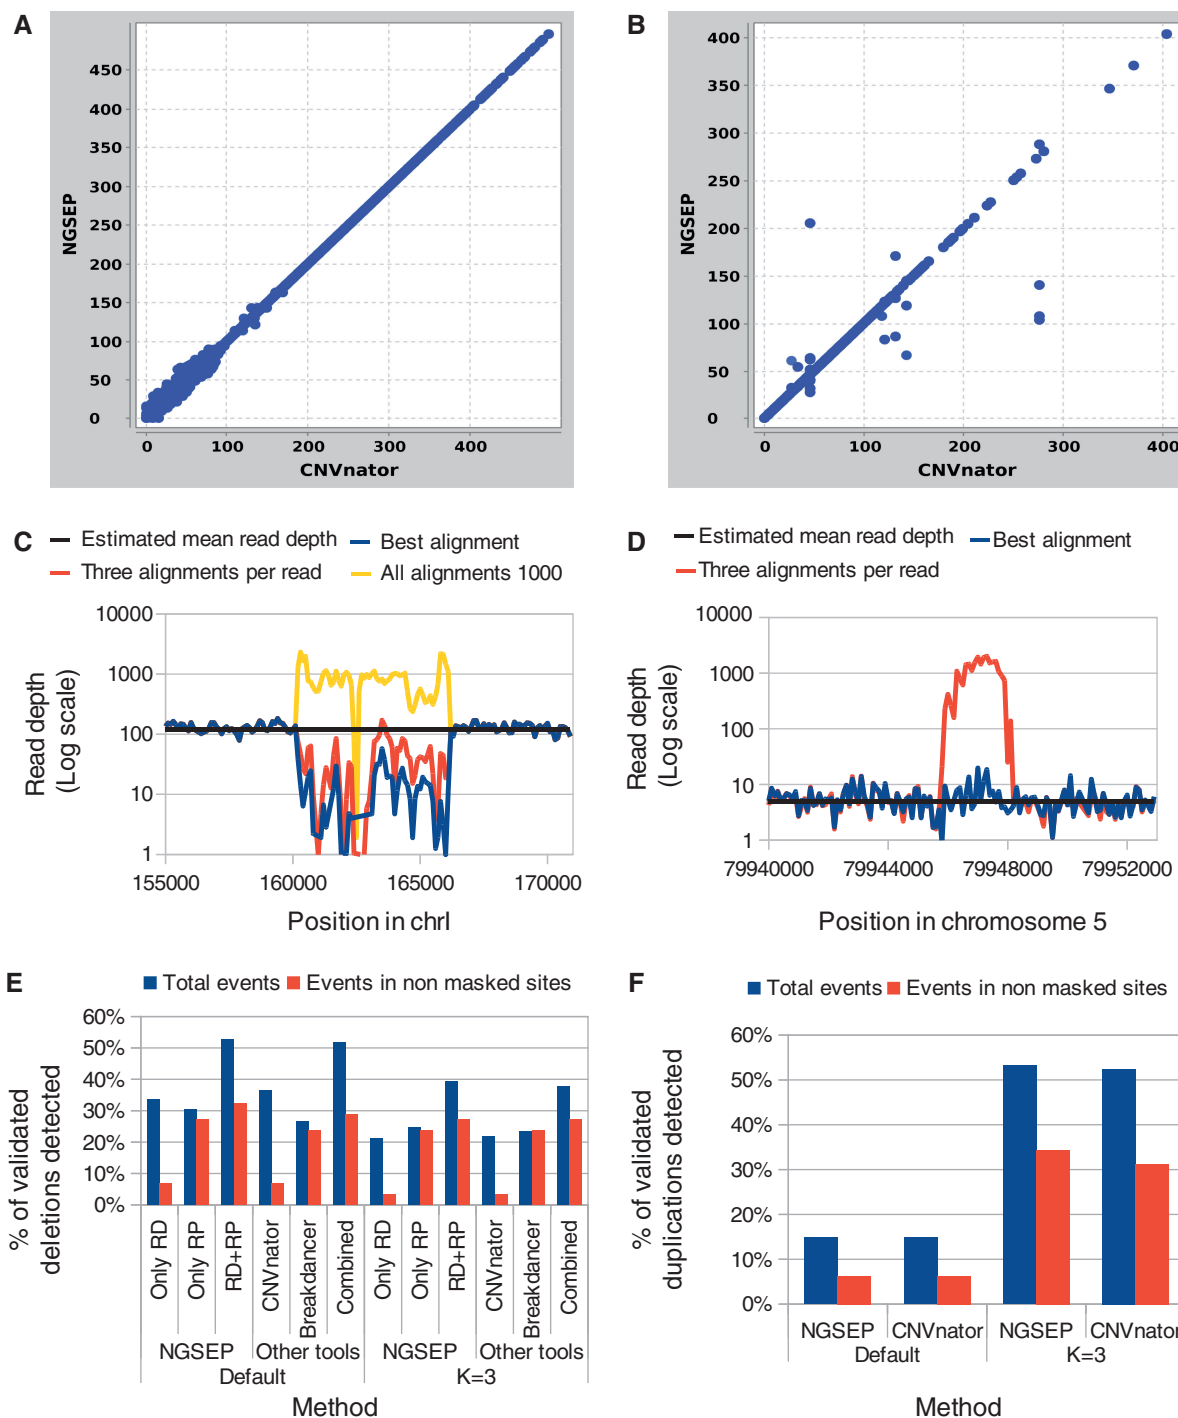 A
450
400
350
300
250
200
150
100
50
0
NGSEP
0
100
200
300
400
CNVnator
B
400
350
300
250
200
150
100
50
0
NGSEP
0
100
200
300
400
CNVnator
C
Estimated mean read depth
Best alignment
Three alignments per read
All alignments 1000
10000
1000
100
10
1
Read depth
(Log scale)
155000
160000
165000
170000
Position in chrI
D
Estimated mean read depth
Best alignment
Three alignments per read
10000
1000
100
10
1
Read depth
(Log scale)
79940000
79944000
79948000
79952000
Position in chromosome 5
E
Total events
Events in non masked sites
60%
50%
40%
30%
20%
10%
0%
% of validated
deletions detected
Only RD
Only RP
RD+RP
CNVnator
Breakdancer
Combined
Only RD
Only RP
RD+RP
CNVnator
Breakdancer
Combined
NGSEP
Other tools
NGSEP
Other tools
Default
K=3
Method
F
Total events
Events in non masked sites
60%
50%
40%
30%
20%
10%
0%
% of validated
duplications detected
NGSEP
CNVnator
NGSEP
CNVnator
Default
K=3
Method